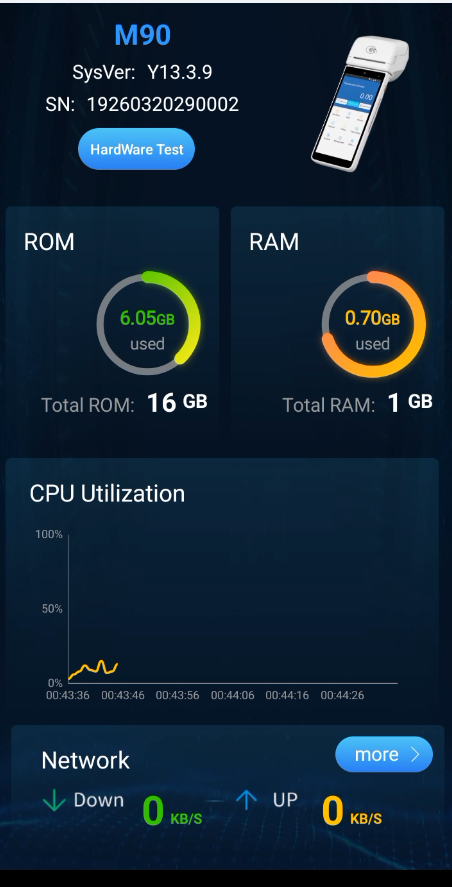 M90
SysVer: Y13.3.9
SN: 19260320290002
HardWare Test
0.00
ROM
6.05GB
used
Total ROM: 16 GB
RAM
0.70GB
used
Total RAM: 1 GB
CPU Utilization
100%
50%
0%
00:43:36 00:43:46 00:43:56 00:44:06 00:44:16 00:44:26
Network
more
Down 0 KB/S UP 0 KB/S